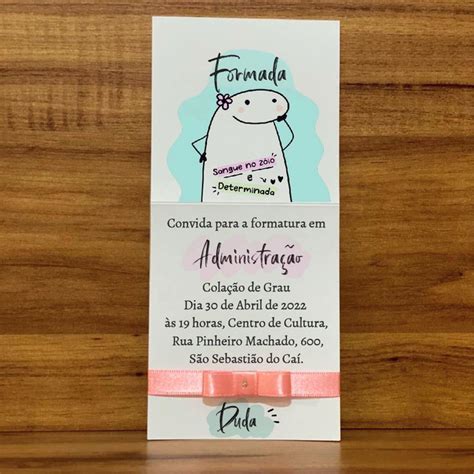 Formada
Sangue no zóio
e
Determinada
Convida para a formatura em
Administração
Colação de Grau
Dia 30 de Abril de 2022
às 19 horas, Centro de Cultura,
Rua Pinheiro Machado, 600,
São Sebastião do Caí.
Duda